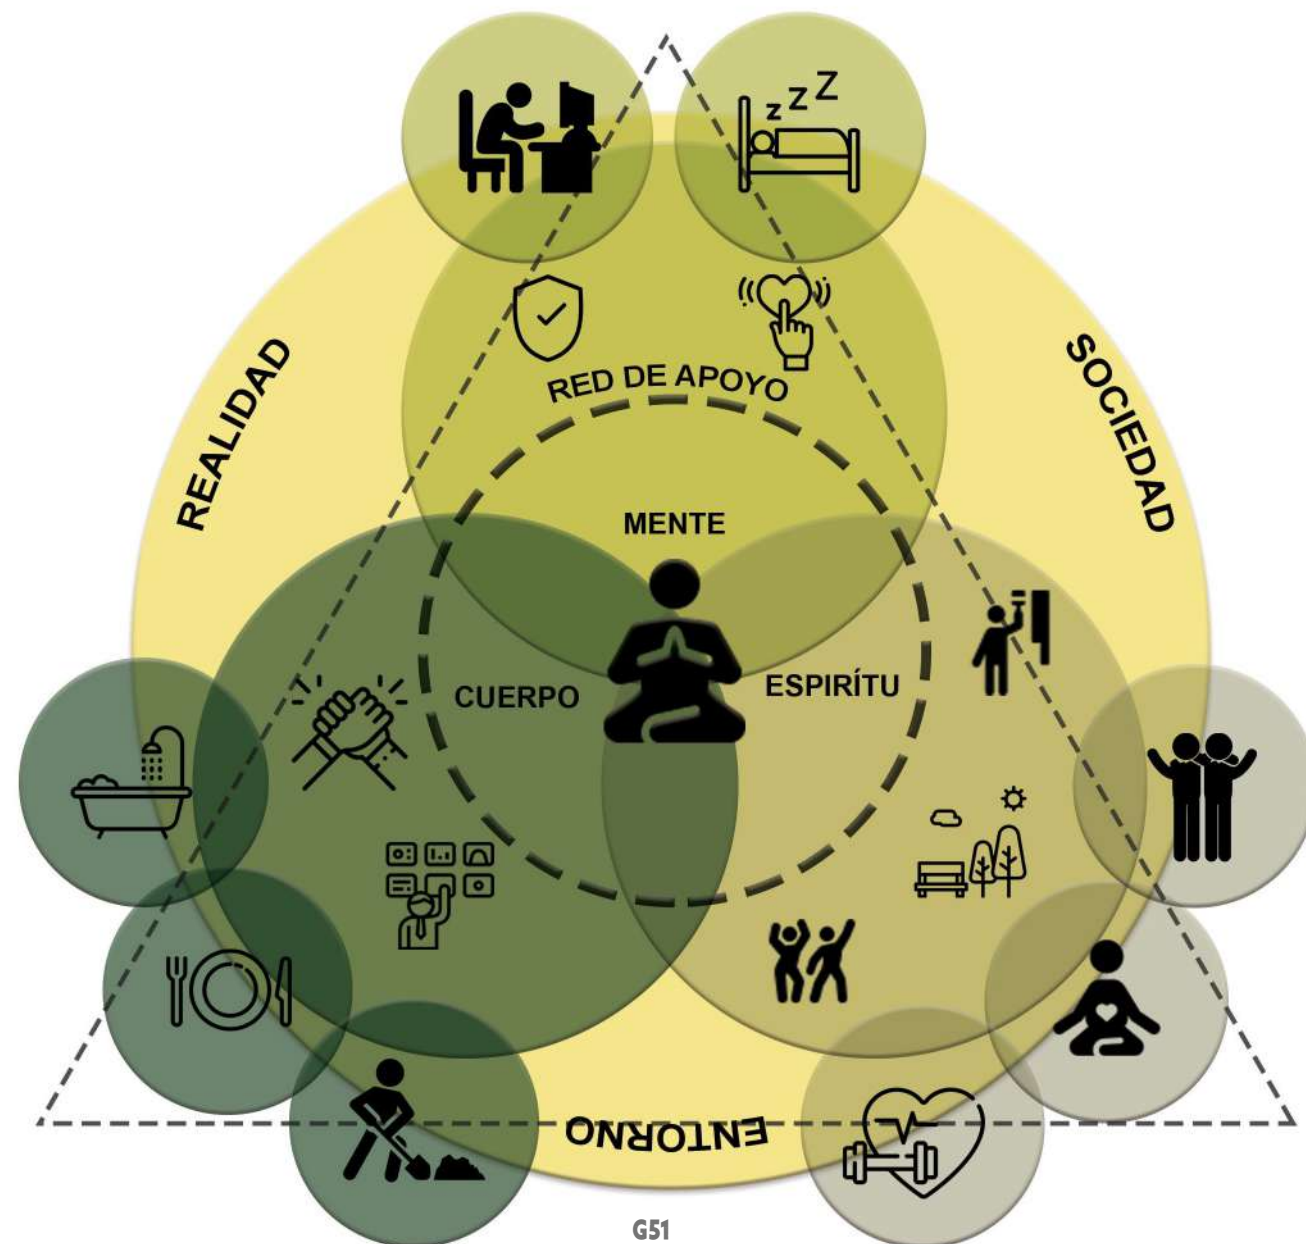 z z Z
REALIDAD
SOCIEDAD
RED DE APOYO
MENTE
CUERPO
ESPIRÍTU
ENTORNO
G51